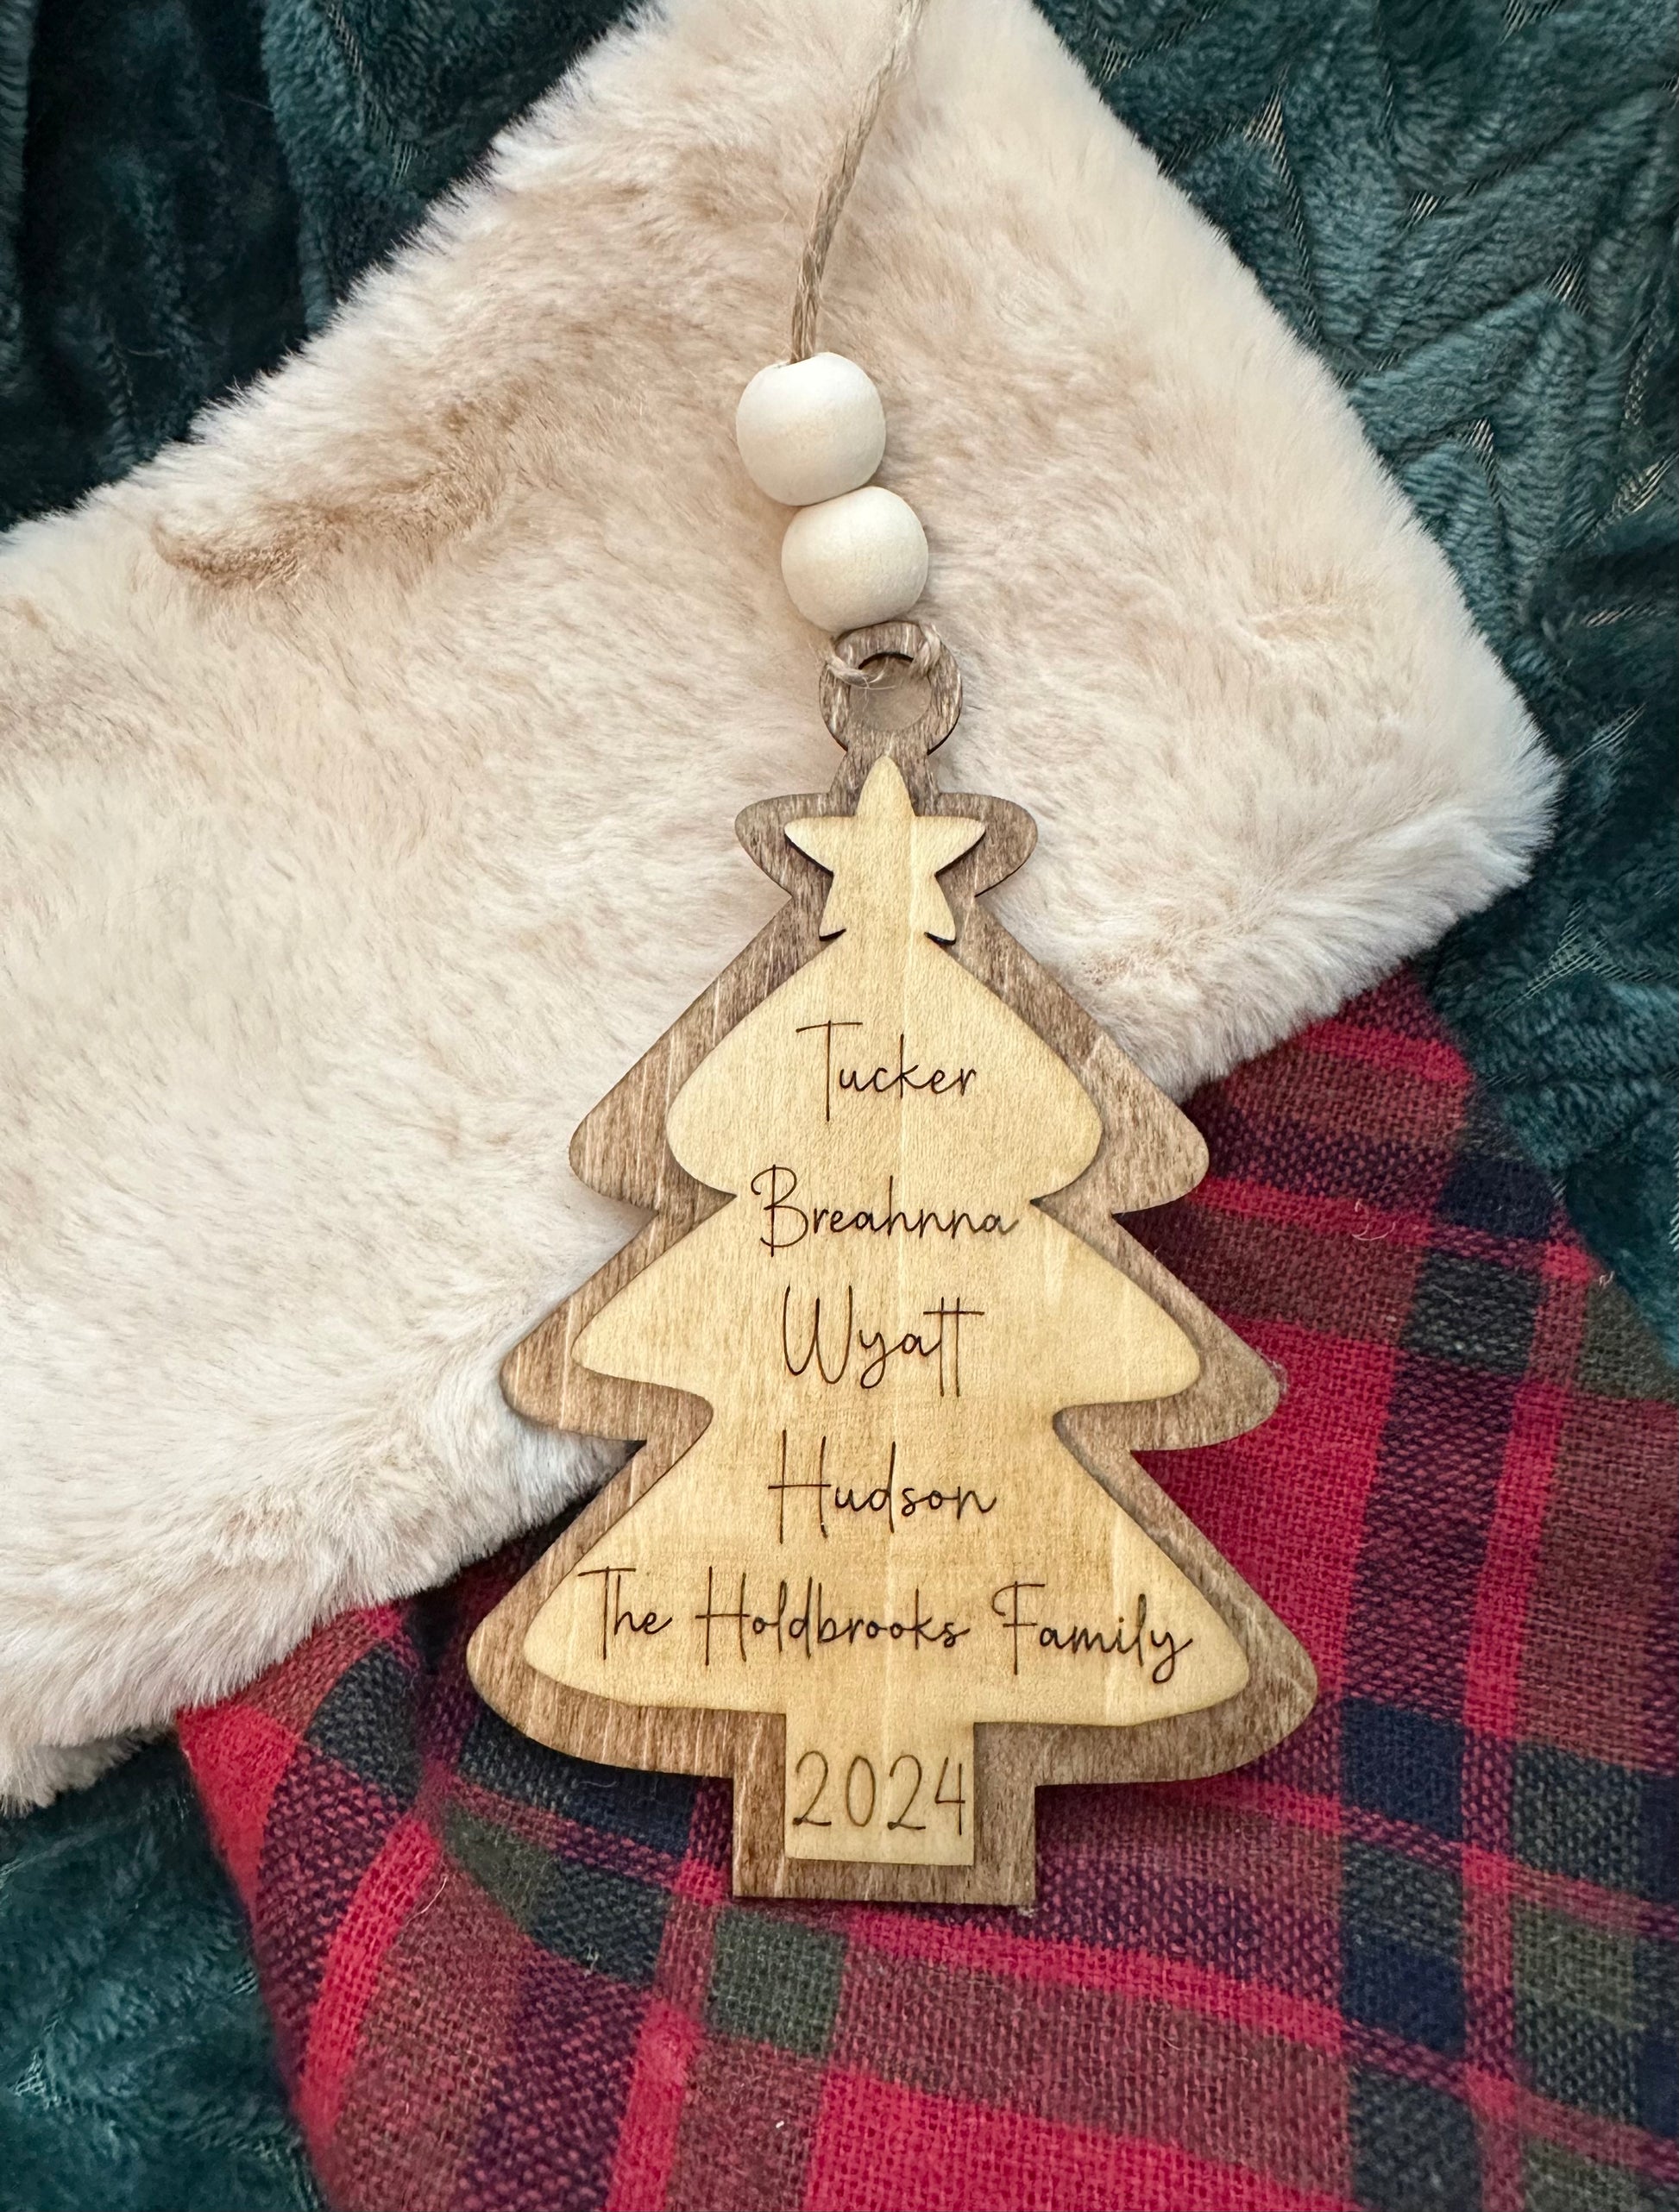 Tucker
Breahnna
Wyatt
Hudson
The Holdbrooks Family
2024